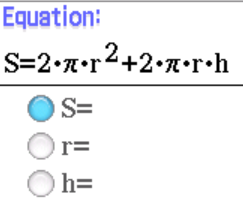 Equation:
S=2·π·r²+2·π·r·h
S=
r=
h=